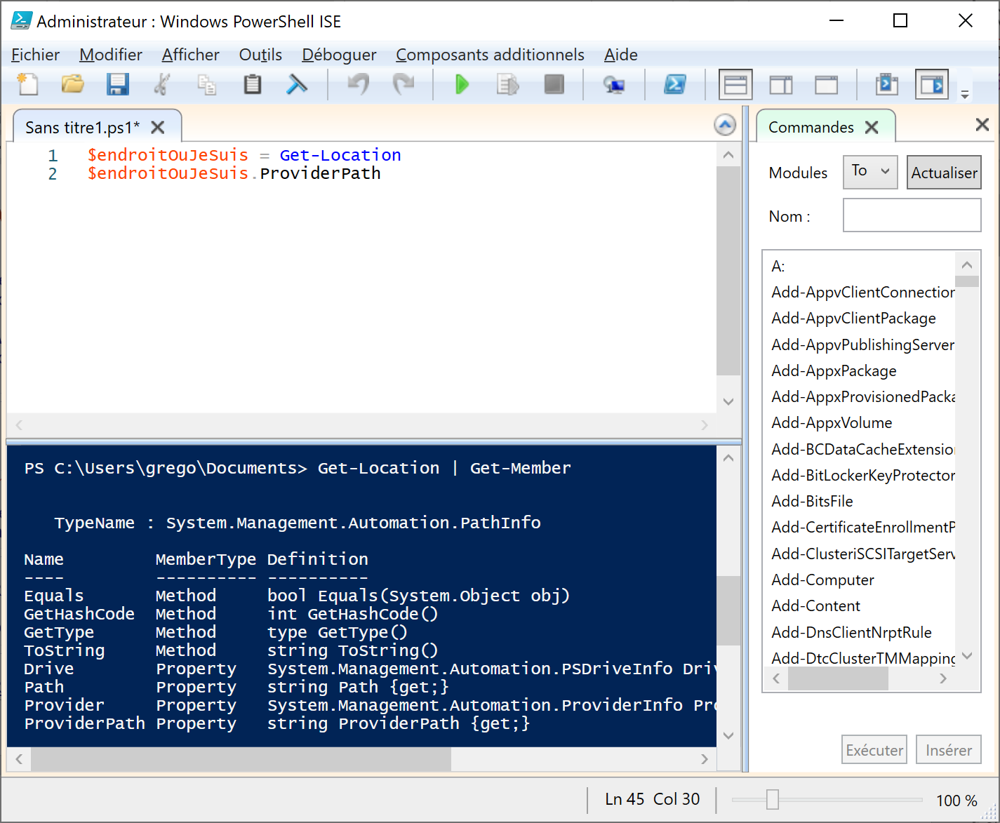 Administrateur : Windows PowerShell ISE
Fichier Modifier Afficher Outils Déboguer Composants additionnels Aide
Sans titre1.ps1*
1 $endroitOuJeSuis = Get-Location
2 $endroitOuJeSuis.ProviderPath
PS C:\Users\grego\Documents> Get-Location | Get-Member
TypeName : System.Management.Automation.PathInfo
Name MemberType Definition
---- ---------- ----------
Equals Method bool Equals(System.Object obj)
GetHashCode Method int GetHashCode()
GetType Method type GetType()
ToString Method string ToString()
Drive Property System.Management.Automation.PSDriveInfo Driv
Path Property string Path {get;}
Provider Property System.Management.Automation.ProviderInfo Pro
ProviderPath Property string ProviderPath {get;}
Commandes
Modules To Actualiser
Nom :
A:
Add-AppvClientConnection
Add-AppvClientPackage
Add-AppvPublishingServer
Add-AppxPackage
Add-AppxProvisionedPacka
Add-AppxVolume
Add-BCDataCacheExtension
Add-BitLockerKeyProtector
Add-BitsFile
Add-CertificateEnrollmentP
Add-ClusteriSCSITargetServ
Add-Computer
Add-Content
Add-DnsClientNrptRule
Add-DtcClusterTMMapping
Exécuter Insérer
Ln 45 Col 30 100 %